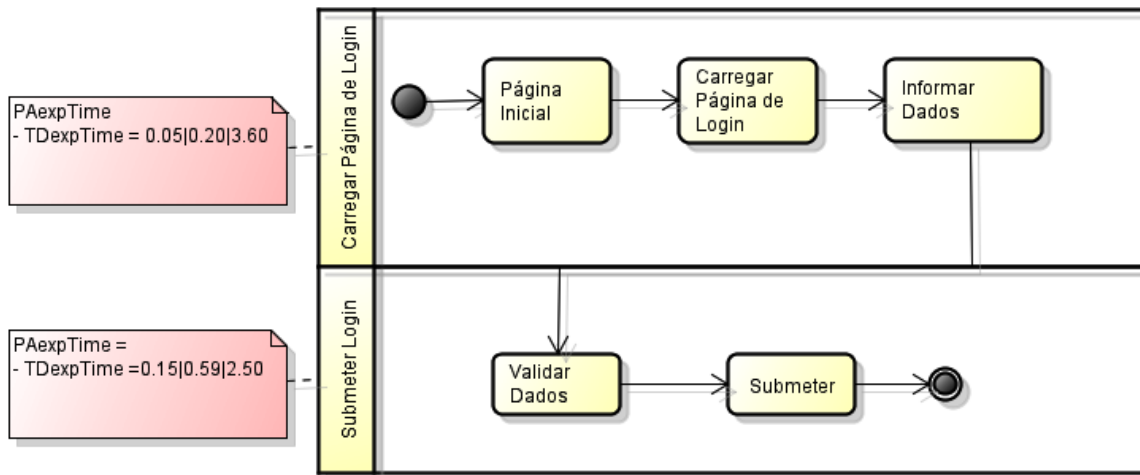 PAexpTime
- TDexpTime = 0.05|0.20|3.60
Carregar Página de Login
Página
Inicial
Carregar
Página de
Login
Informar
Dados
PAexpTime =
- TDexpTime =0.15|0.59|2.50
Submeter Login
Validar
Dados
Submeter